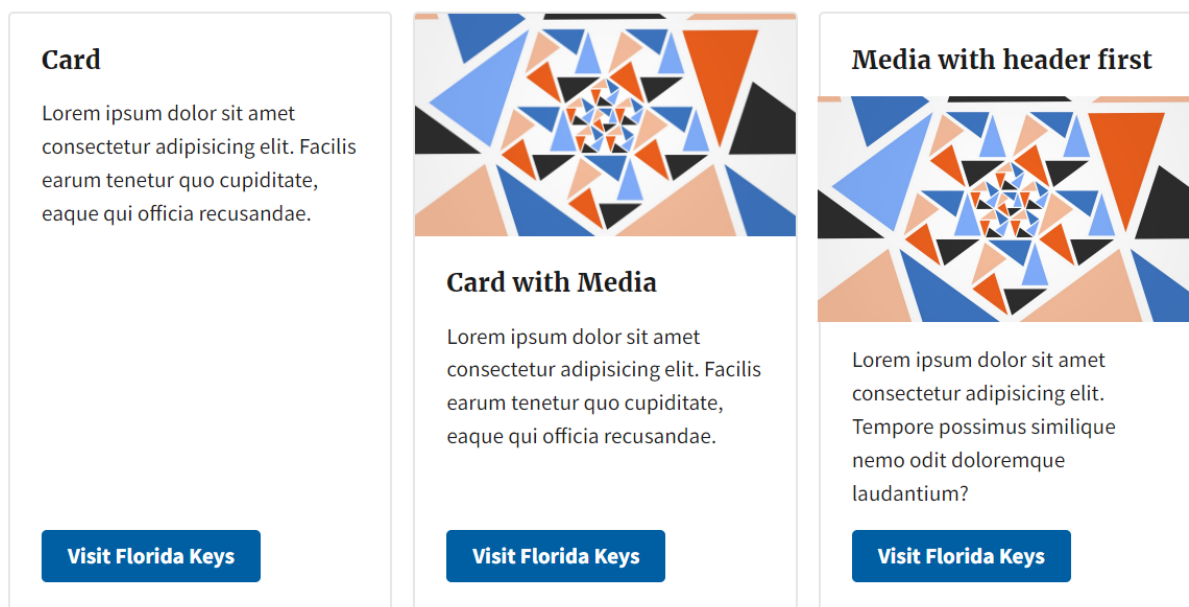 Card
Lorem ipsum dolor sit amet
consectetur adipisicing elit. Facilis
earum tenetur quo cupiditate,
eaque qui officia recusandae.
Visit Florida Keys
Card with Media
Lorem ipsum dolor sit amet
consectetur adipisicing elit. Facilis
earum tenetur quo cupiditate,
eaque qui officia recusandae.
Visit Florida Keys
Media with header first
Lorem ipsum dolor sit amet
consectetur adipisicing elit.
Tempore possimus similique
nemo odit doloremque
laudantium?
Visit Florida Keys